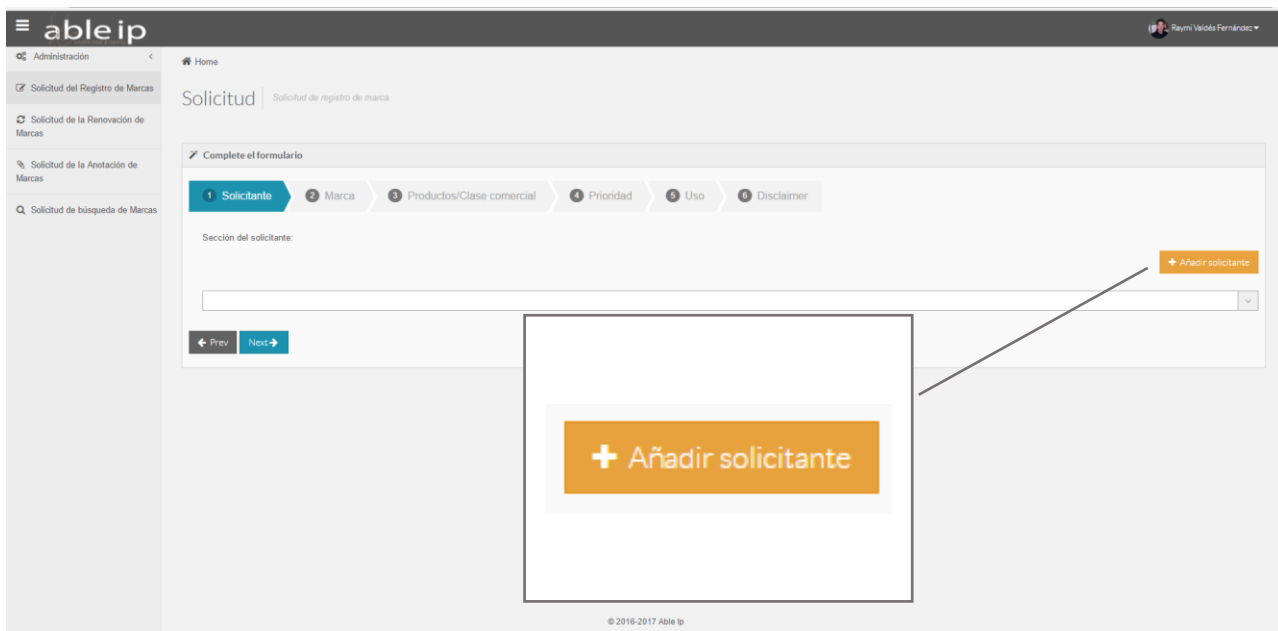 able ip
Raymi Valdés Fernández
Administración
Solicitud del Registro de Marcas
Solicitud de la Renovación de
Marcas
Solicitud de la Anotación de
Marcas
Solicitud de búsqueda de Marcas
Home
Solicitud
Solicitud de registro de marca
Complete el formulario
1 Solicitante
2 Marca
3 Productos/Clase comercial
4 Prioridad
5 Uso
6 Disclaimer
Sección del solicitante:
+ Añadir solicitante
← Prev
Next →
+ Añadir solicitante
© 2016-2017 Able Ip